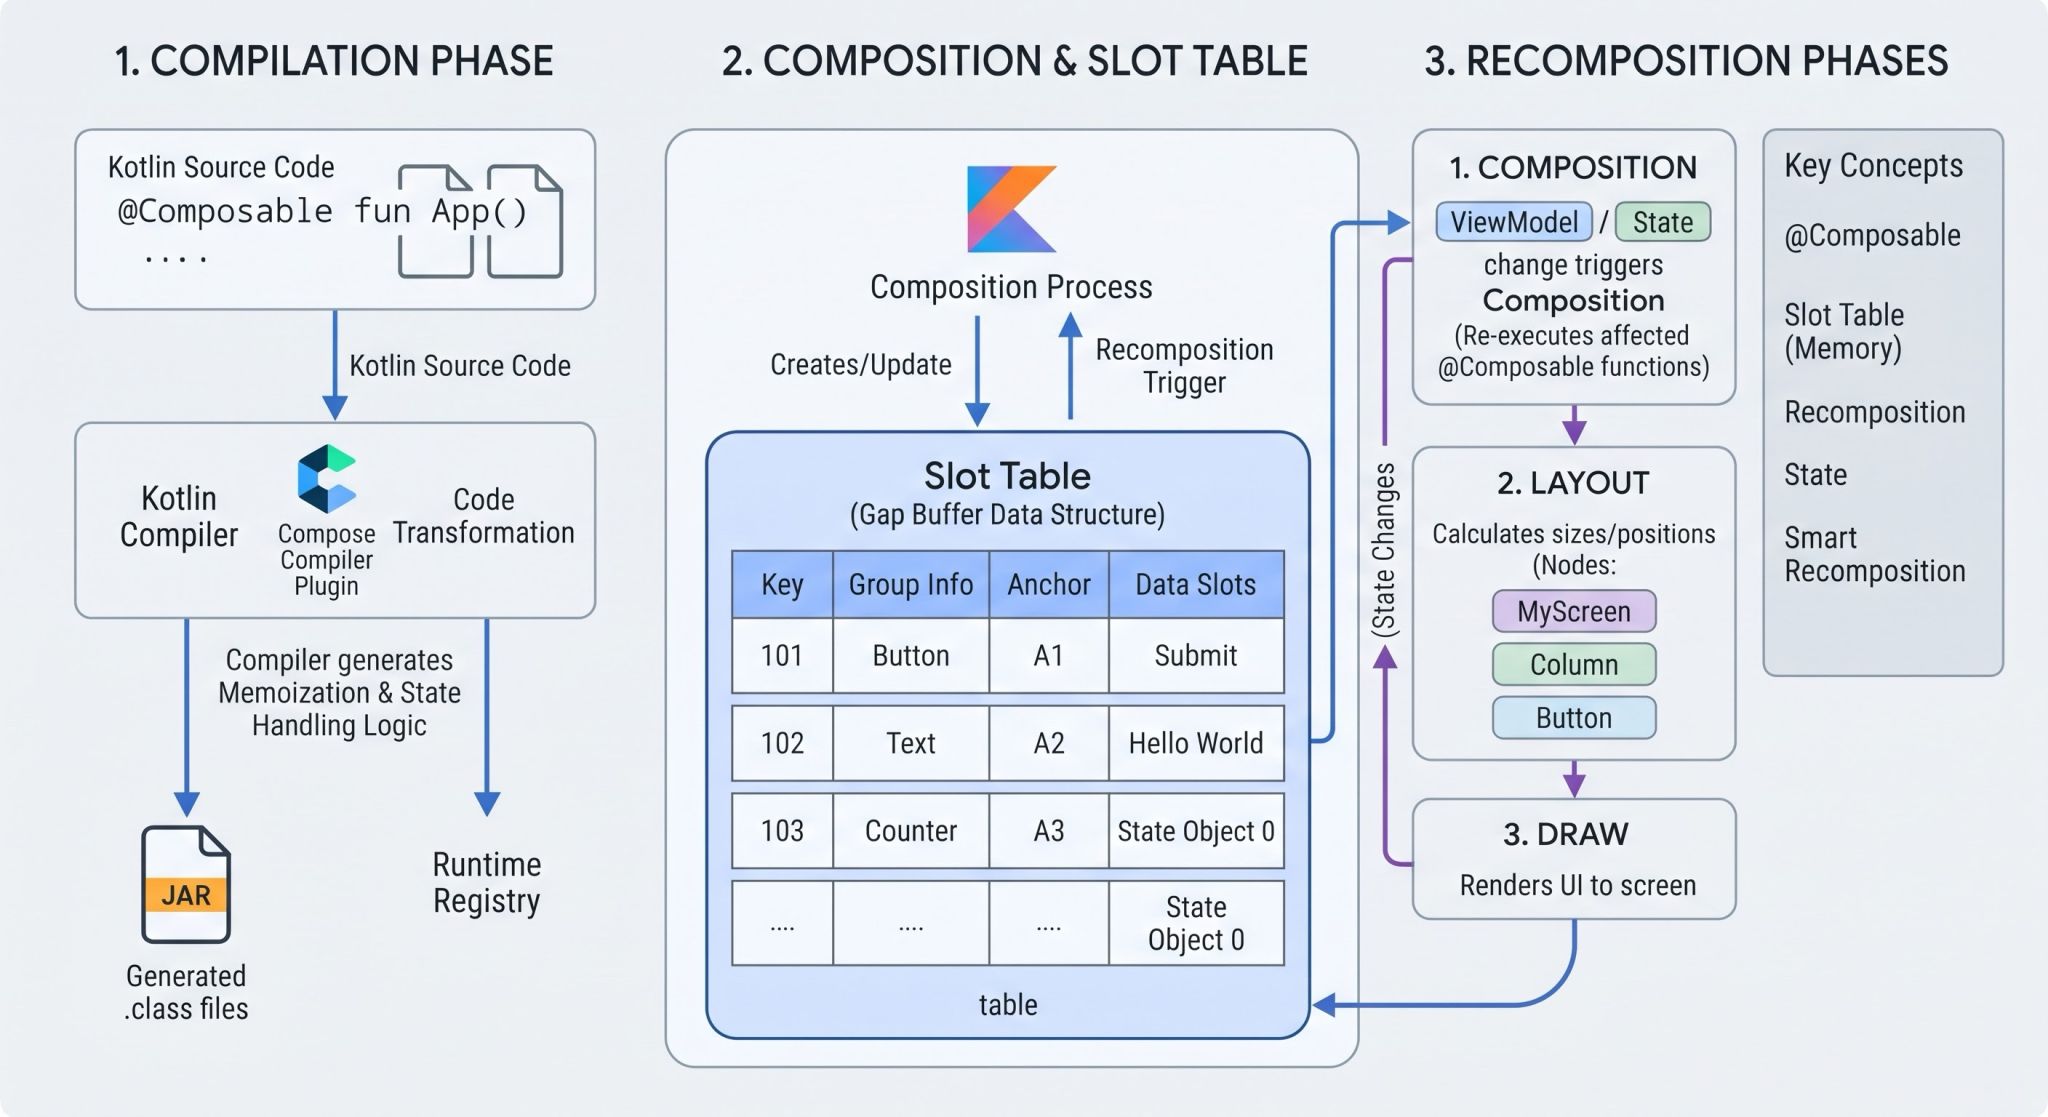 1. COMPILATION PHASE
Kotlin Source Code
@Composable fun App()
....
Kotlin Source Code
Kotlin
Compiler
Compose
Compiler
Plugin
Code
Transformation
Compiler generates
Memoization & State
Handling Logic
JAR
Generated
.class files
Runtime
Registry
2. COMPOSITION & SLOT TABLE
Composition Process
Creates/Update
Recomposition
Trigger
Slot Table
(Gap Buffer Data Structure)
Key Group Info Anchor Data Slots
101 Button A1 Submit
102 Text A2 Hello World
103 Counter A3 State Object 0
.... .... .... State
Object 0
table
3. RECOMPOSITION PHASES
1. COMPOSITION
ViewModel / State
change triggers
Composition
(Re-executes affected
@Composable functions)
(State Changes
2. LAYOUT
Calculates sizes/positions
(Nodes:
MyScreen
Column
Button
3. DRAW
Renders UI to screen
Key Concepts
@Composable
Slot Table
(Memory)
Recomposition
State
Smart
Recomposition